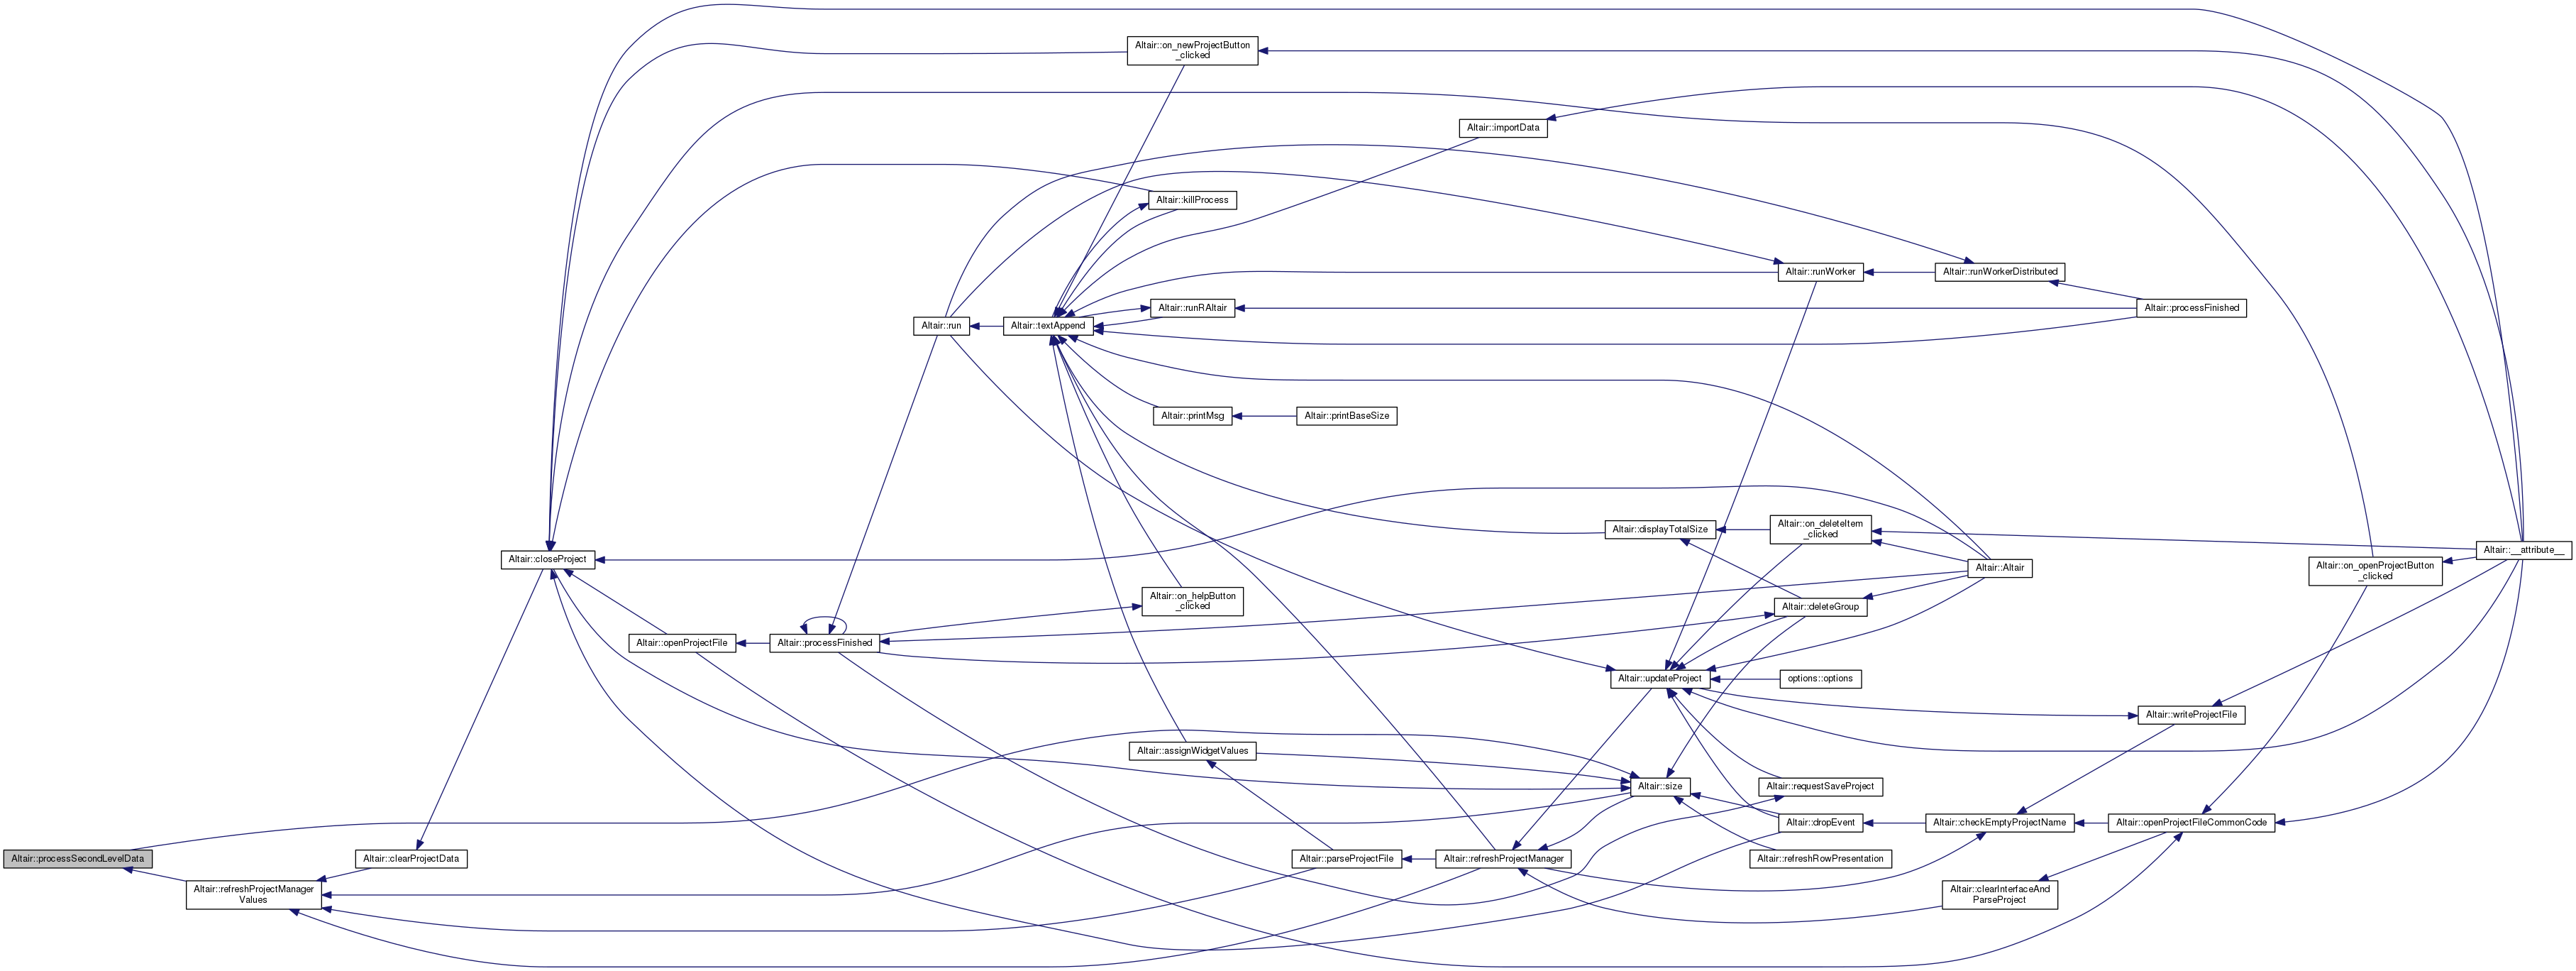 Altair::on_newProjectButton
_clicked
Altair::importData
Altair::killProcess
Altair::runWorker
Altair::runWorkerDistributed
Altair::runRAltair
Altair::processFinished
Altair::run
Altair::textAppend
Altair::printMsg
Altair::printBaseSize
Altair::displayTotalSize
Altair::on_deleteItem
_clicked
Altair::__attribute__
Altair::closeProject
Altair::Altair
Altair::on_openProjectButton
_clicked
Altair::on_helpButton
_clicked
Altair::deleteGroup
Altair::openProjectFile
Altair::processFinished
Altair::updateProject
options::options
Altair::writeProjectFile
Altair::assignWidgetValues
Altair::size
Altair::requestSaveProject
Altair::dropEvent
Altair::checkEmptyProjectName
Altair::openProjectFileCommonCode
Altair::processSecondLevelData
Altair::clearProjectData
Altair::parseProjectFile
Altair::refreshProjectManager
Altair::refreshRowPresentation
Altair::refreshProjectManager
Values
Altair::clearInterfaceAnd
ParseProject